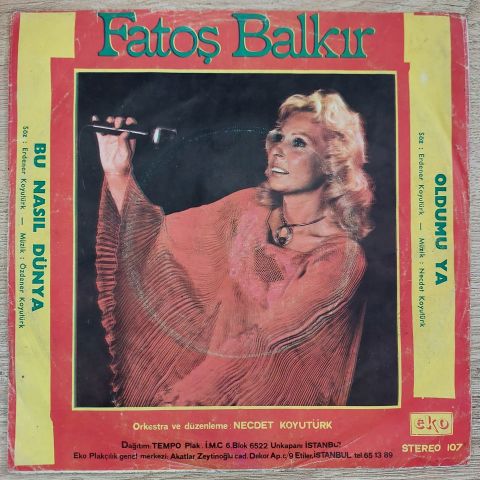 Fatoş Balkır
BU NASIL DÜNYA
Söz : Erdener Koyutürk — Müzik : Özdener Koyutürk
OLDUMU YA
Söz : Erdener Koyutürk — Müzik : Necdet Koyutürk
Orkestra ve düzenleme : NECDET KOYUTÜRK
Dağıtım: TEMPO Plak . İ.M.C 6. Blok 6522 Unkapanı İSTANBUL
Eko Plakçılık genel merkezi: Akatlar Zeytinoğlu cad. Dekor Ap. c/9 Etiler. İSTANBUL tel. 65 13 89
eko
STEREO 107